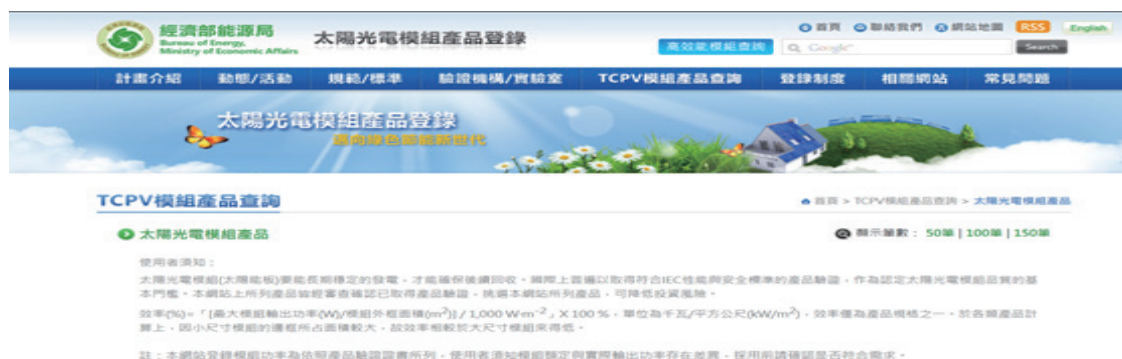 經濟部能源局
Bureau of Energy,
Ministry of Economic Affairs
太陽光電模組產品登錄
首頁 聯絡我們 網站地圖 RSS English
高效能模組查詢 Google Search
計畫介紹 動態/活動 規範/標準 驗證機構/實驗室 TCPV模組產品查詢 登錄制度 相關網站 常見問題
太陽光電模組產品登錄
邁向綠色節能新世代
TCPV模組產品查詢
首頁 > TCPV模組產品查詢 > 太陽光電模組產品
太陽光電模組產品
顯示筆數： 50筆 | 100筆 | 150筆
使用者須知：
太陽光電模組(太陽能板)要能長期穩定的發電，才能確保後續回收。國際上普遍以取得符合IEC性能與安全標準的產品驗證，作為認定太陽光電模組品質的基
本門檻。本網站上所列產品皆經審查確認已取得產品驗證，挑選本網站所列產品，可降低投資風險。
效率(%)=「[最大模組輸出功率(W)/模組外框面積(m²)] / 1,000 W·m⁻²」X 100 %，單位為千瓦/平方公尺(kW/m²)，效率僅為產品規格之一，於各類產品計
算上，因小尺寸模組的邊框所占面積較大，故效率相較於大尺寸模組來得低。
註：本網站登錄模組功率為依照產品驗證證書所列，使用者須知模組額定與實際輸出功率存在差異，採用前請確認是否符合需求。